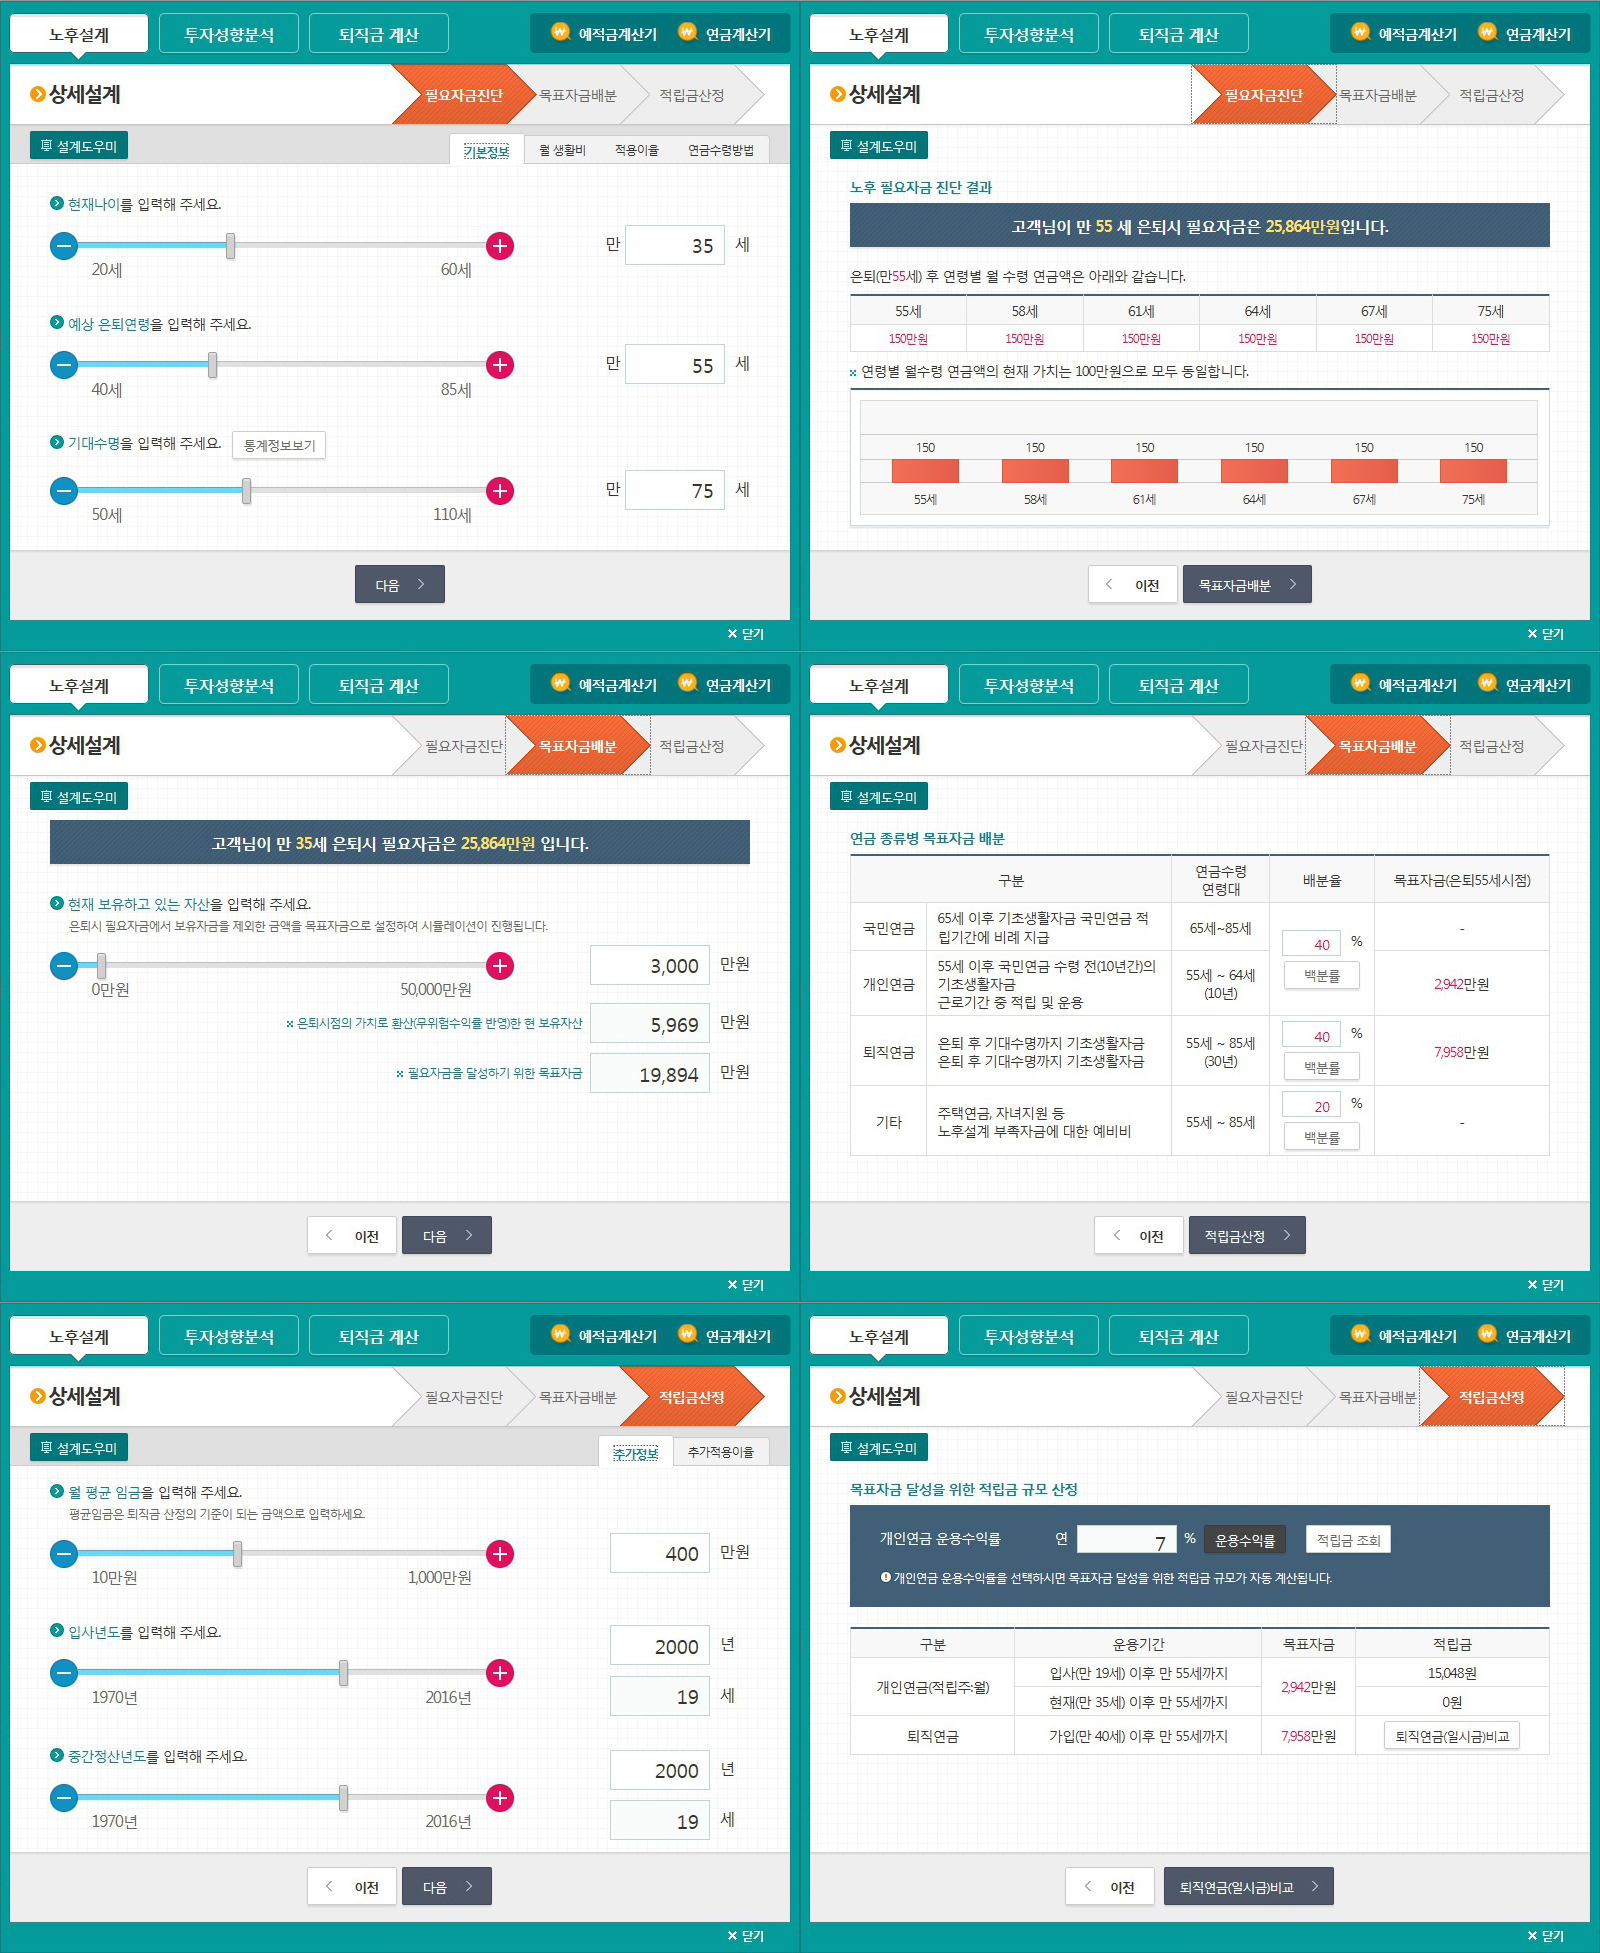 노후설계
투자성향분석
퇴직금 계산
예적금계산기
연금계산기
상세설계
필요자금진단
목표자금배분
적립금산정
설계도우미
기본정보
월 생활비
적용이율
연금수령방법
현재나이를 입력해 주세요.
만 35 세
20세 60세
예상 은퇴연령을 입력해 주세요.
만 55 세
40세 85세
기대수명을 입력해 주세요. 통계정보보기
만 75 세
50세 110세
다음
닫기
노후설계
투자성향분석
퇴직금 계산
예적금계산기
연금계산기
상세설계
필요자금진단
목표자금배분
적립금산정
설계도우미
노후 필요자금 진단 결과
고객님이 만 55 세 은퇴시 필요자금은 25,864만원입니다.
은퇴(만55세) 후 연령별 월 수령 연금액은 아래와 같습니다.
55세 58세 61세 64세 67세 75세
150만원 150만원 150만원 150만원 150만원 150만원
연령별 월수령 연금액의 현재 가치는 100만원으로 모두 동일합니다.
150 150 150 150 150 150
55세 58세 61세 64세 67세 75세
이전
목표자금배분
닫기
노후설계
투자성향분석
퇴직금 계산
예적금계산기
연금계산기
상세설계
필요자금진단
목표자금배분
적립금산정
설계도우미
고객님이 만 35세 은퇴시 필요자금은 25,864만원 입니다.
현재 보유하고 있는 자산을 입력해 주세요.
은퇴시 필요자금에서 보유자금을 제외한 금액을 목표자금으로 설정하여 시뮬레이션이 진행됩니다.
3,000 만원
0만원 50,000만원
은퇴시점의 가치로 환산(무위험수익률 반영)한 현 보유자산 5,969 만원
필요자금을 달성하기 위한 목표자금 19,894 만원
이전
다음
닫기
노후설계
투자성향분석
퇴직금 계산
예적금계산기
연금계산기
상세설계
필요자금진단
목표자금배분
적립금산정
설계도우미
연금 종류별 목표자금 배분
구분
연금수령
연령대
배분율
목표자금(은퇴55세시점)
국민연금
65세 이후 기초생활자금 국민연금 적
립기간에 비례 지급
65세~85세
40 %
백분률
-
개인연금
55세 이후 국민연금 수령 전(10년간)의
기초생활자금
근로기간 중 적립 및 운용
55세 ~ 64세
(10년)
2,942만원
퇴직연금
은퇴 후 기대수명까지 기초생활자금
은퇴 후 기대수명까지 기초생활자금
55세 ~ 85세
(30년)
40 %
백분률
7,958만원
기타
주택연금, 자녀지원 등
노후설계 부족자금에 대한 예비비
55세 ~ 85세
20 %
백분률
-
이전
적립금산정
닫기
노후설계
투자성향분석
퇴직금 계산
예적금계산기
연금계산기
상세설계
필요자금진단
목표자금배분
적립금산정
설계도우미
추가정보
추가적용이율
월 평균 임금을 입력해 주세요.
평균임금은 퇴직금 산정의 기준이 되는 금액으로 입력하세요.
400 만원
10만원 1,000만원
입사년도를 입력해 주세요.
2000 년
1970년 2016년
19 세
중간정산년도를 입력해 주세요.
2000 년
1970년 2016년
19 세
이전
다음
닫기
노후설계
투자성향분석
퇴직금 계산
예적금계산기
연금계산기
상세설계
필요자금진단
목표자금배분
적립금산정
설계도우미
목표자금 달성을 위한 적립금 규모 산정
개인연금 운용수익률 연 7 % 운용수익률 적립금 조회
개인연금 운용수익률을 선택하시면 목표자금 달성을 위한 적립금 규모가 자동 계산됩니다.
구분 운용기간 목표자금 적립금
개인연금(적립주:월)
입사(만 19세) 이후 만 55세까지
2,942만원
15,048원
현재(만 35세) 이후 만 55세까지
0원
퇴직연금 가입(만 40세) 이후 만 55세까지 7,958만원 퇴직연금(일시금)비교
이전
퇴직연금(일시금)비교
닫기